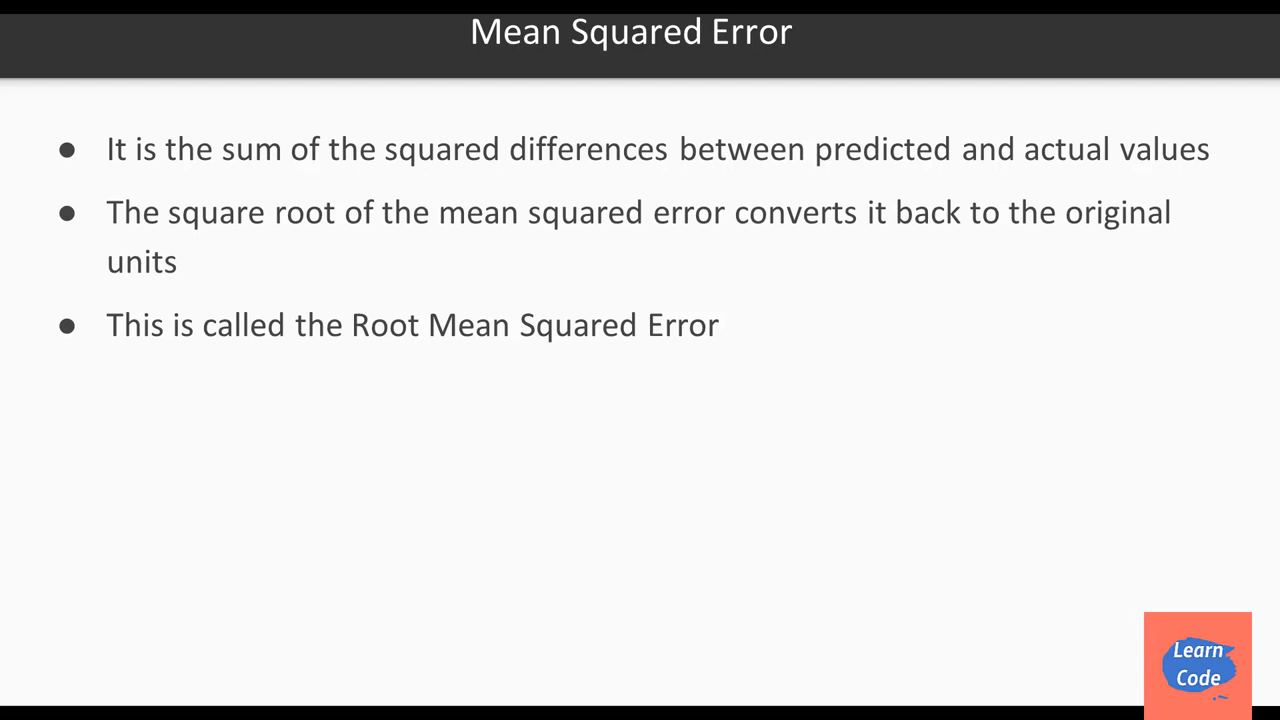 Mean Squared Error
● It is the sum of the squared differences between predicted and actual values
● The square root of the mean squared error converts it back to the original
units
● This is called the Root Mean Squared Error
Learn
Code